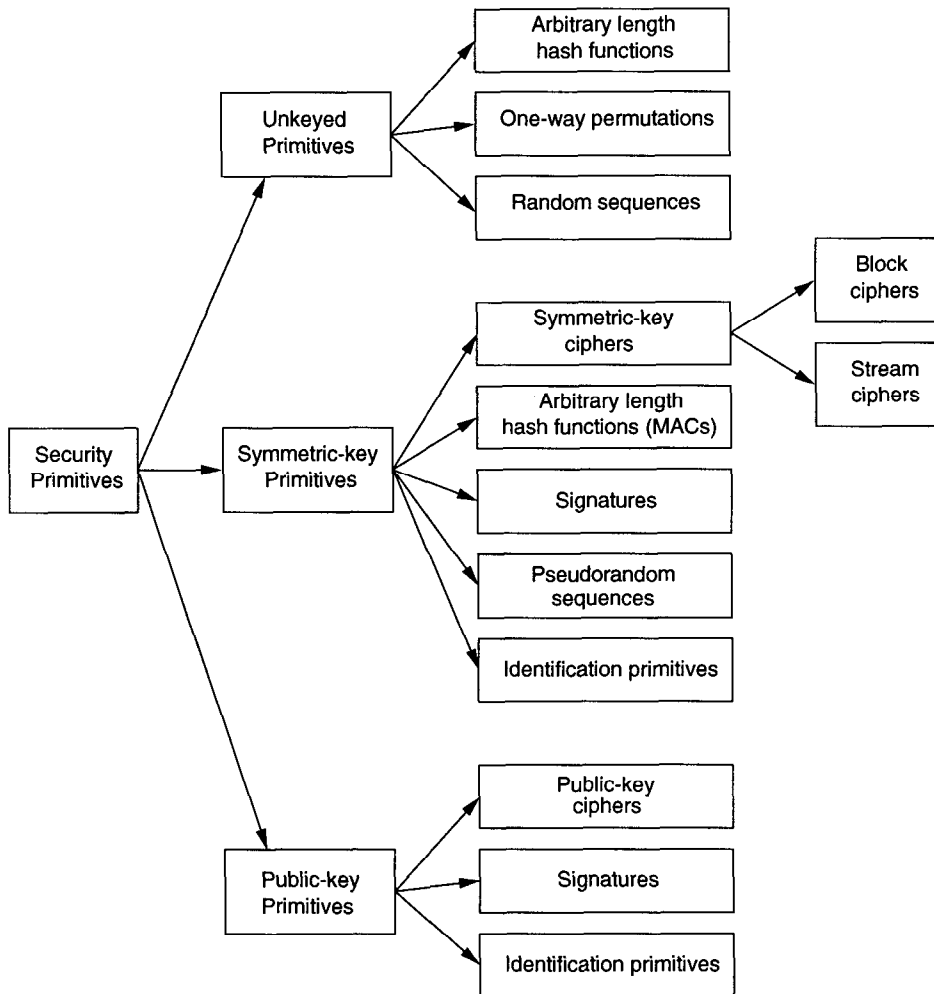 Arbitrary length
hash functions
Unkeyed
Primitives
One-way permutations
Random sequences
Block
ciphers
Symmetric-key
ciphers
Stream
ciphers
Arbitrary length
hash functions (MACs)
Security
Primitives
Symmetric-key
Primitives
Signatures
Pseudorandom
sequences
Identification primitives
Public-key
ciphers
Public-key
Primitives
Signatures
Identification primitives